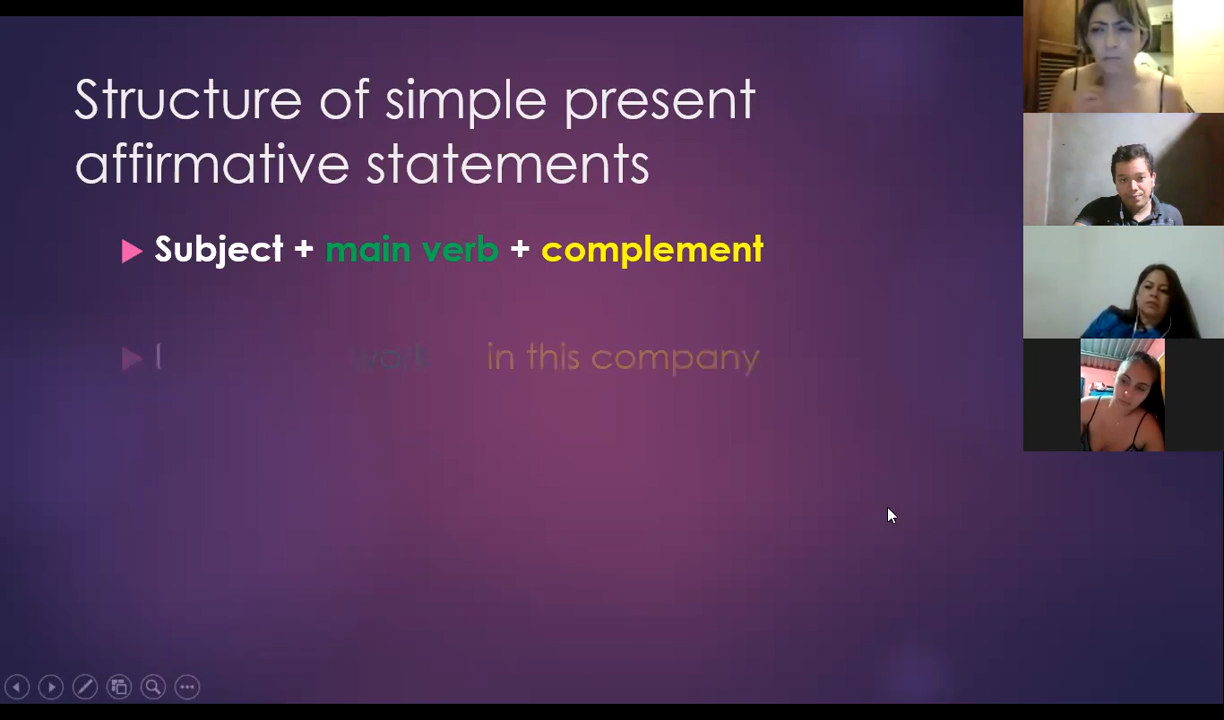 Structure of simple present
affirmative statements
Subject + main verb + complement
I work in this company